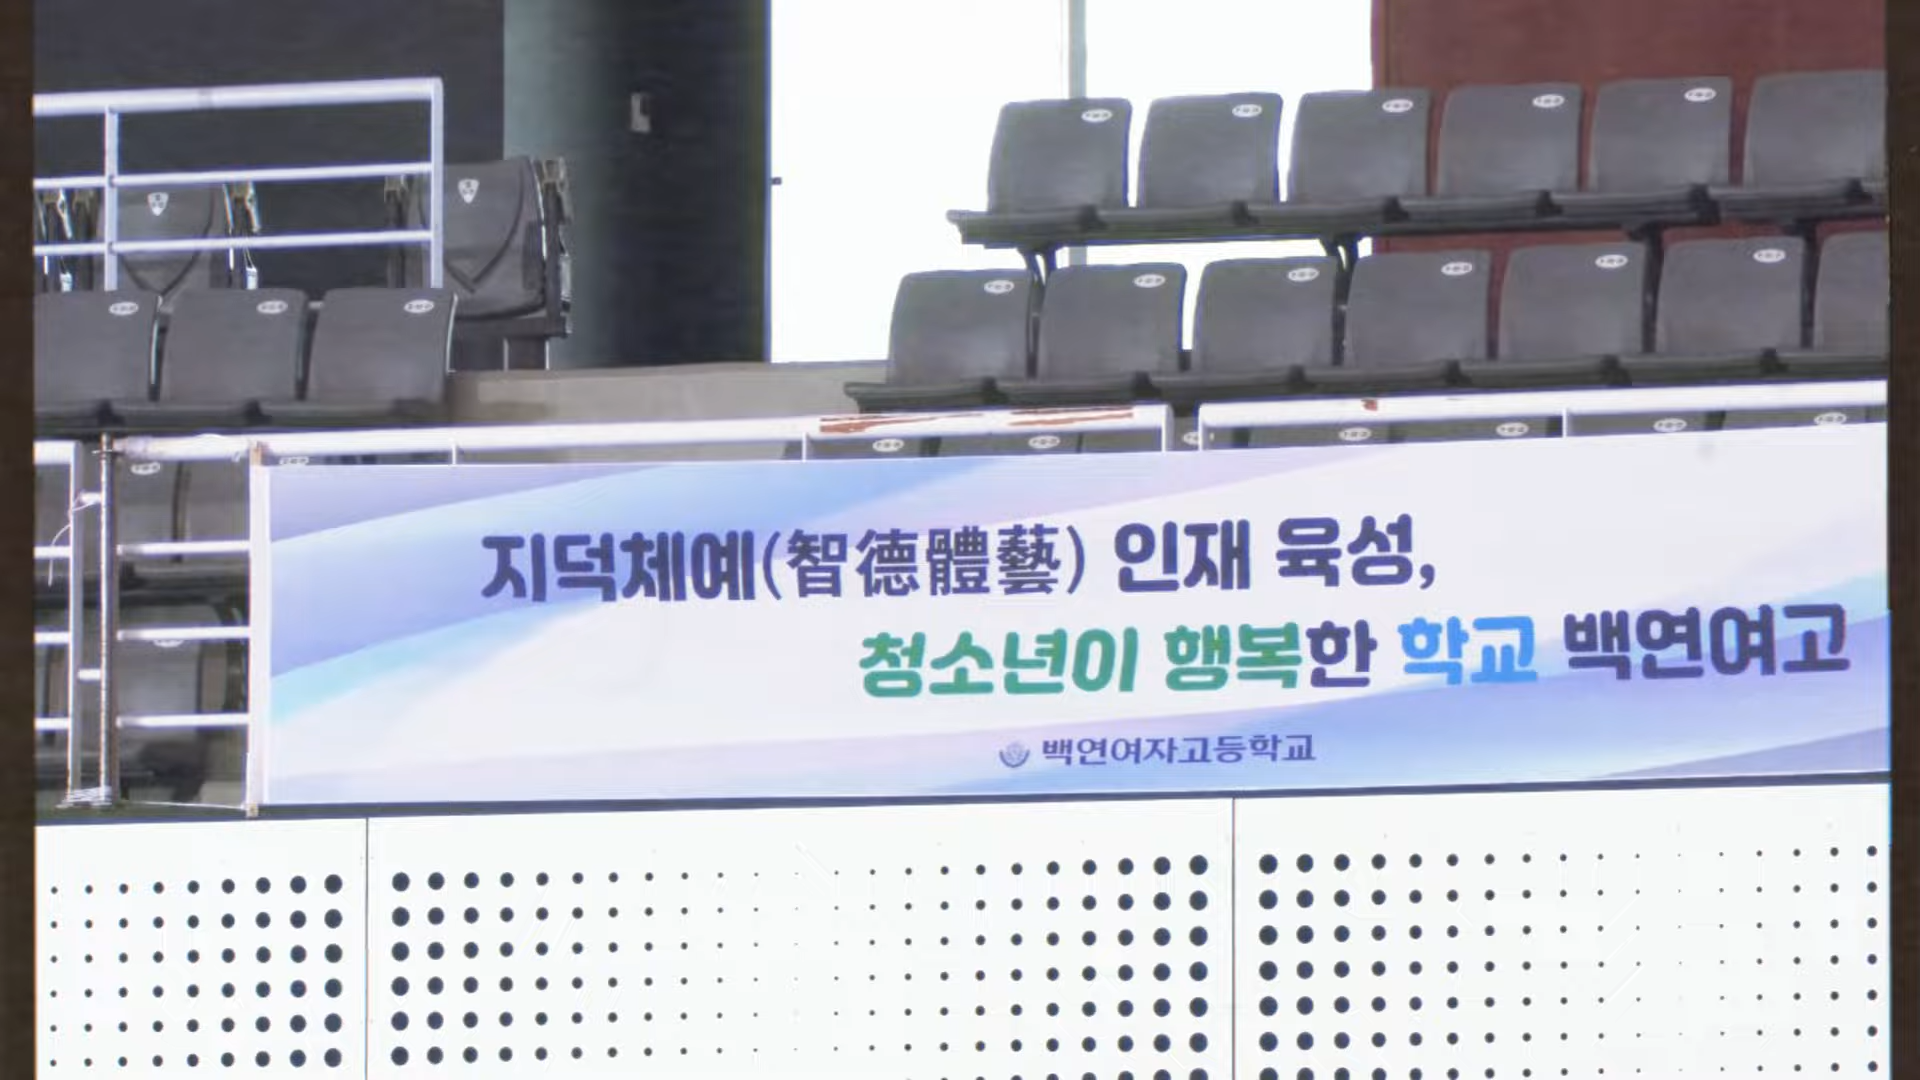 지덕체예(智德體藝) 인재 육성,
청소년이 행복한 학교 백연여고
백연여자고등학교